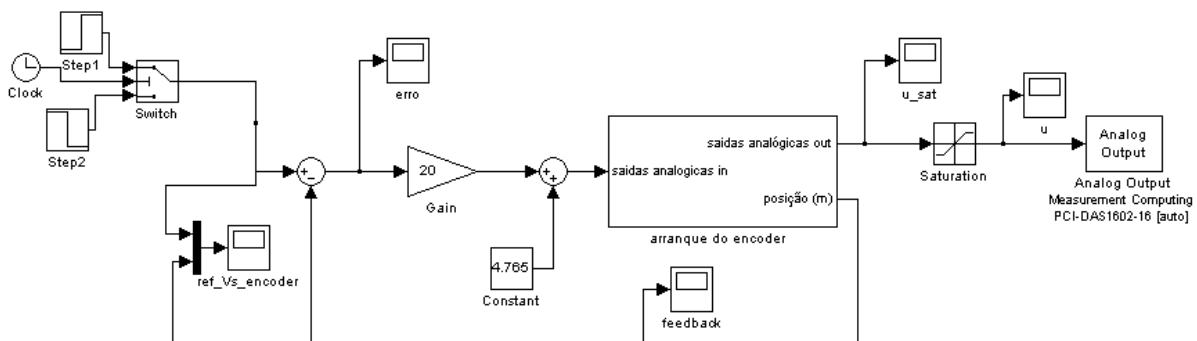 Step1
Clock
Switch
Step2
erro
+
-
20
Gain
+
+
4.765
Constant
ref_Vs_encoder
saidas analógicas out
saidas analogicas in
posição (m)
arranque do encoder
feedback
u_sat
Saturation
u
Analog
Output
Analog Output
Measurement Computing
PCI-DAS1602-16 [auto]